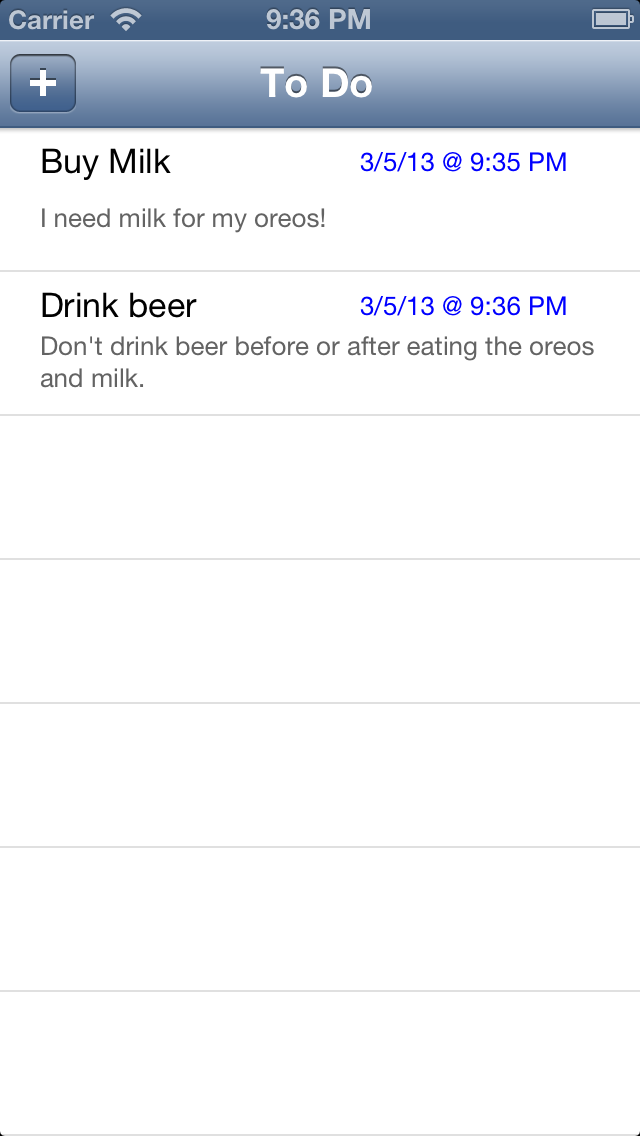 Carrier 9:36 PM
+ To Do
Buy Milk 3/5/13 @ 9:35 PM
I need milk for my oreos!
Drink beer 3/5/13 @ 9:36 PM
Don't drink beer before or after eating the oreos
and milk.